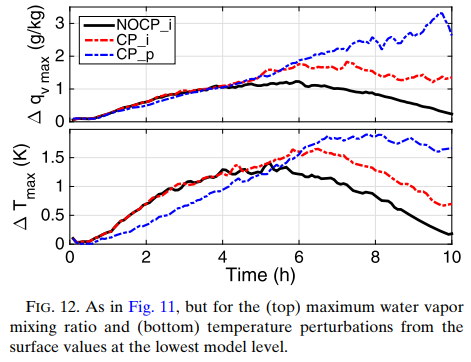 Δ q_v max (g/kg)
3
2
1
0
NOCP_i
CP_i
CP_p
Δ T_max (K)
1.5
1
0.5
0
0
2
4
6
8
10
Time (h)
FIG. 12. As in Fig. 11, but for the (top) maximum water vapor
mixing ratio and (bottom) temperature perturbations from the
surface values at the lowest model level.